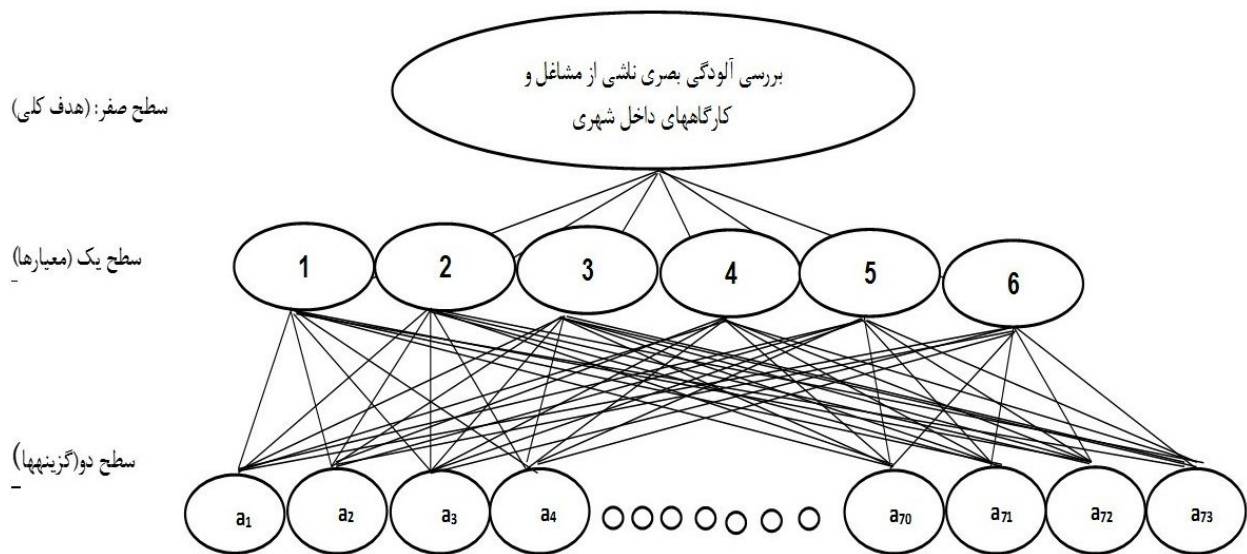 بررسی آلودگی بصری ناشی از مشاغل و
کارگاههای داخل شهری
سطح صفر: (هدف کلی)
سطح یک (معیارها)
1 2 3 4 5 6
سطح دو(گزینهها)
a1 a2 a3 a4 a70 a71 a72 a73